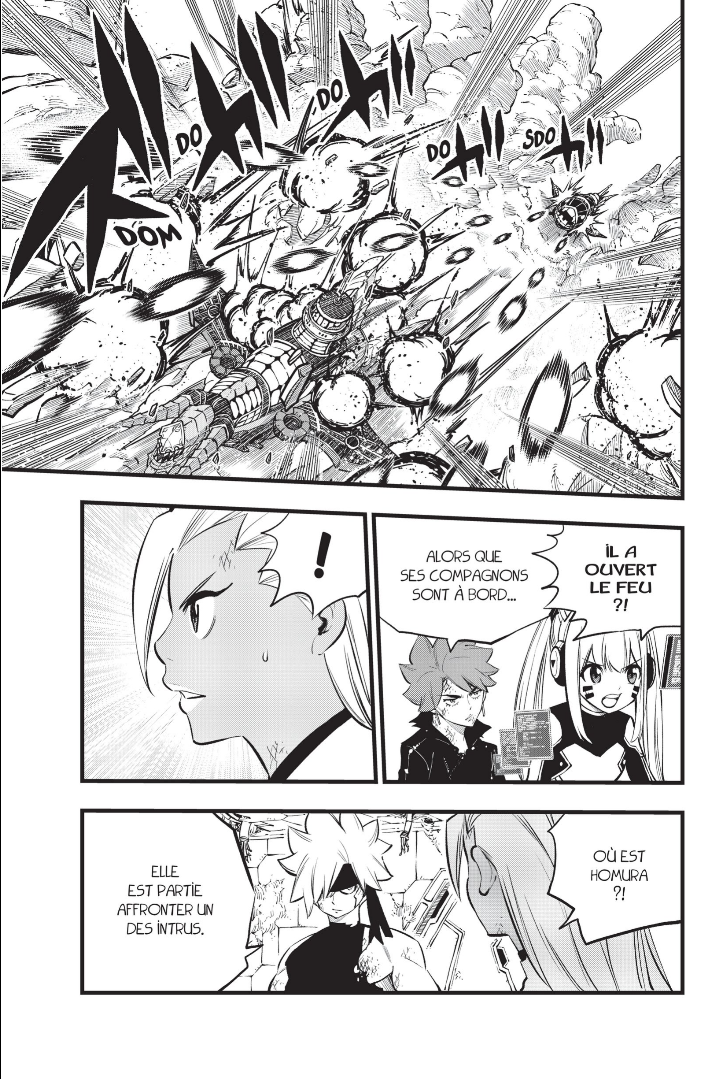 SDO
DO
DO
DO
DOM
IL A
OUVERT
LE FEU
?!
ALORS QUE
SES COMPAGNONS
SONT À BORD...
!
OÙ EST
HOMURA
?!
ELLE
EST PARTIE
AFFRONTER UN
DES INTRUS.